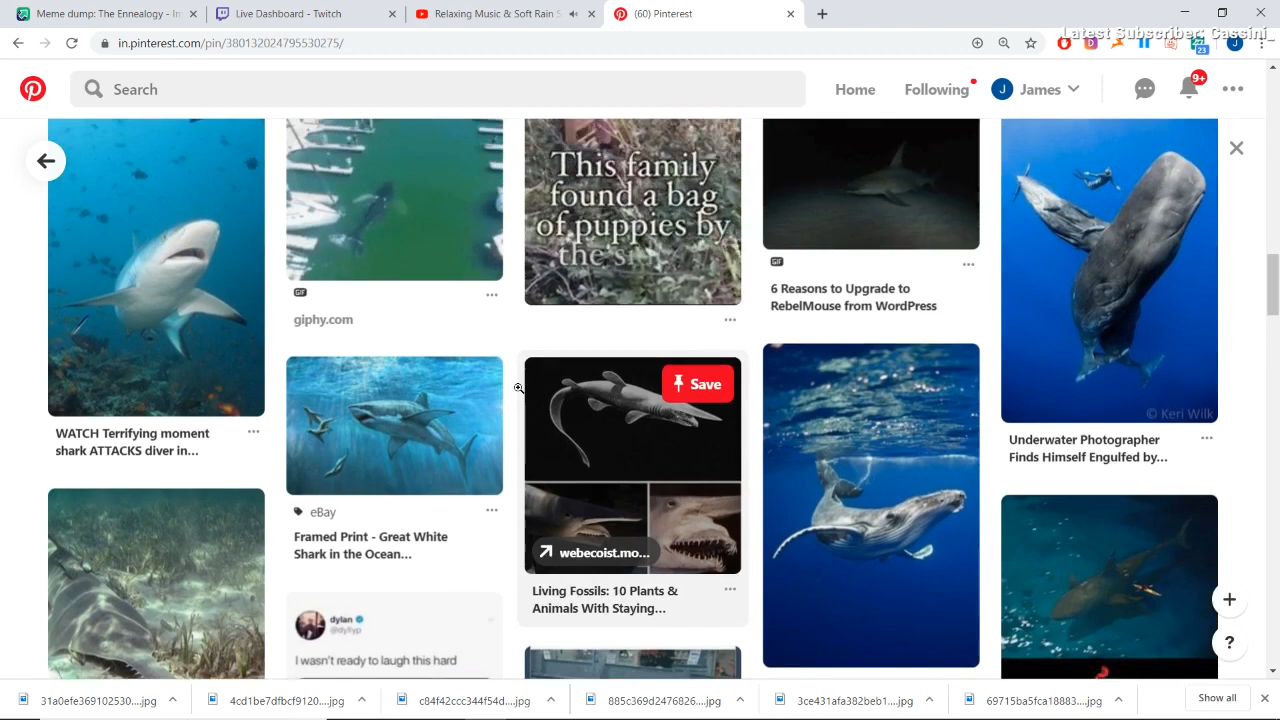 Meme dump: The Ennealogy - In
Live Dashboard - Twitch
Relaxing Music & Soft Rain S
(60) Pinterest
Latest Subscriber: Cassini_
in.pinterest.com/pin/380132024795530275/
23
J
Search
Home
Following
J
James
9+
This family
found a bag
of puppies by
the's
© Keri Wilk
GIF
giphy.com
GIF
6 Reasons to Upgrade to
RebelMouse from WordPress
Save
WATCH Terrifying moment
shark ATTACKS diver in...
Underwater Photographer
Finds Himself Engulfed by...
eBay
Framed Print - Great White
Shark in the Ocean...
webecoist.mo...
Living Fossils: 10 Plants &
Animals With Staying...
dylan
@dyllyp
I wasn't ready to laugh this hard
?
31a0efe369102530....jpg
4cd1be7dfbcf9120....jpg
c84f42ccc344f54d....jpg
885c369d2476826....jpg
3ce431afa382beb1....jpg
69715ba5fca18883....jpg
Show all